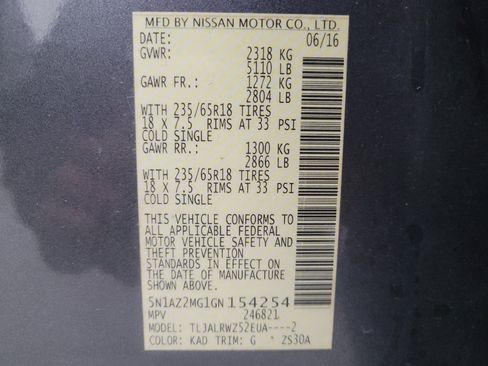 MFD BY NISSAN MOTOR CO., LTD.
DATE: 06/16
GVWR: 2318 KG
5110 LB
GAWR FR.: 1272 KG
2804 LB
WITH 235/65R18 TIRES
18 X 7.5 RIMS AT 33 PSI
COLD SINGLE
GAWR RR.: 1300 KG
2866 LB
WITH 235/65R18 TIRES
18 X 7.5 RIMS AT 33 PSI
COLD SINGLE
THIS VEHICLE CONFORMS TO
ALL APPLICABLE FEDERAL
MOTOR VEHICLE SAFETY AND
THEFT PREVENTION
STANDARDS IN EFFECT ON
THE DATE OF MANUFACTURE
SHOWN ABOVE.
5N1AZ2MG1GN154254
MPV 246821
MODEL: TLJALRWZ52EUA----2
COLOR: KAD TRIM: G * ZS30A